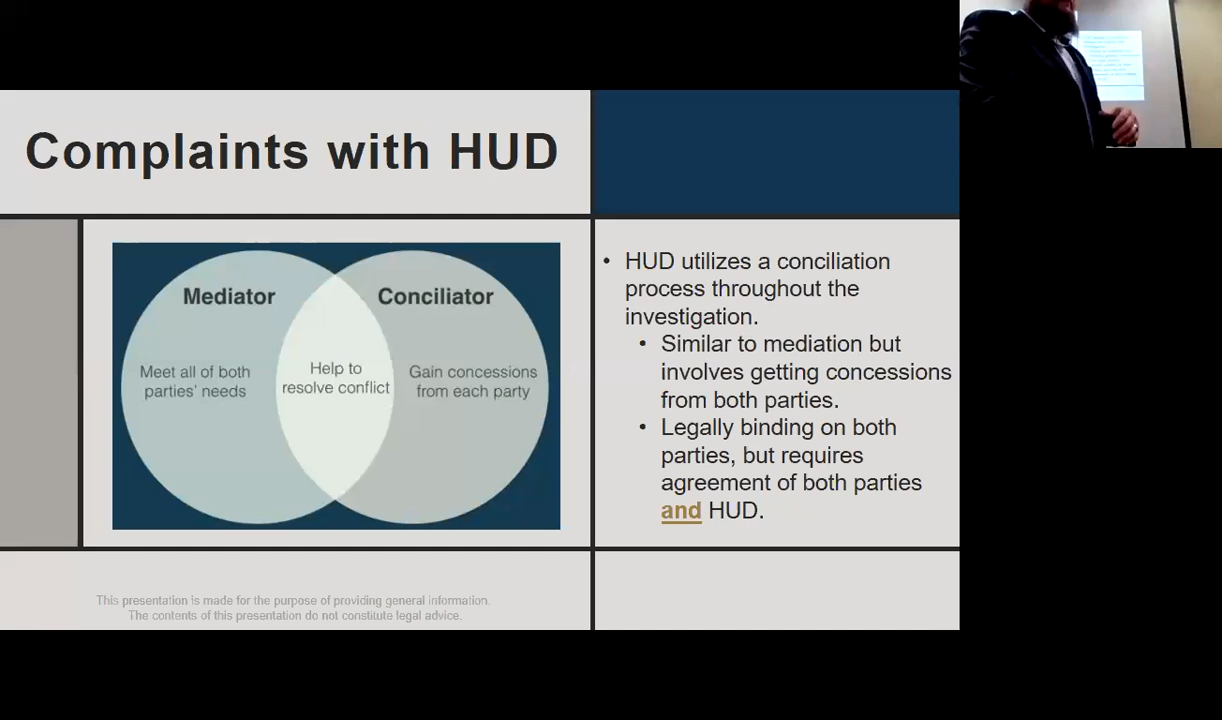 Complaints with HUD
Mediator
Conciliator
Meet all of both
parties' needs
Help to
resolve conflict
Gain concessions
from each party
• HUD utilizes a conciliation
process throughout the
investigation.
• Similar to mediation but
involves getting concessions
from both parties.
• Legally binding on both
parties, but requires
agreement of both parties
and HUD.
This presentation is made for the purpose of providing general information.
The contents of this presentation do not constitute legal advice.